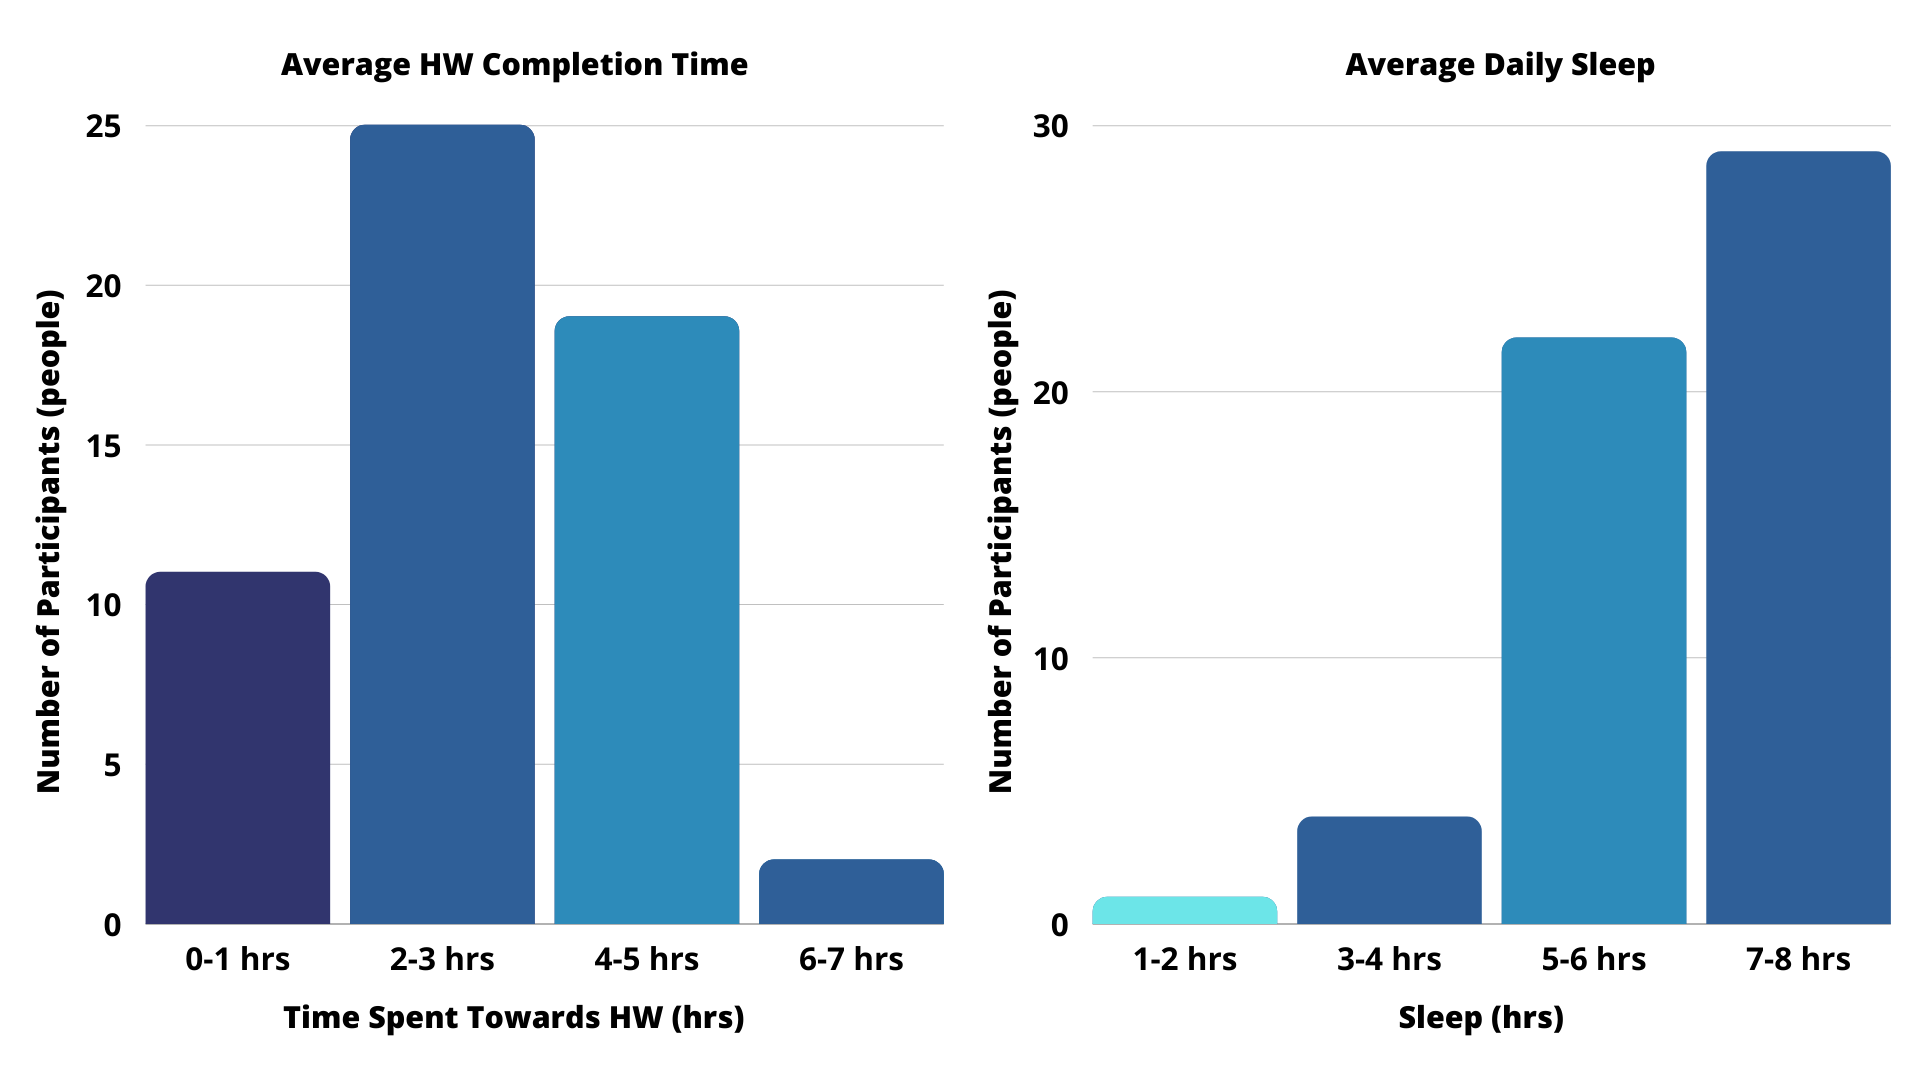 Average HW Completion Time
25
20
15
10
5
0
Number of Participants (people)
0-1 hrs
2-3 hrs
4-5 hrs
6-7 hrs
Time Spent Towards HW (hrs)
Average Daily Sleep
30
20
10
0
Number of Participants (people)
1-2 hrs
3-4 hrs
5-6 hrs
7-8 hrs
Sleep (hrs)